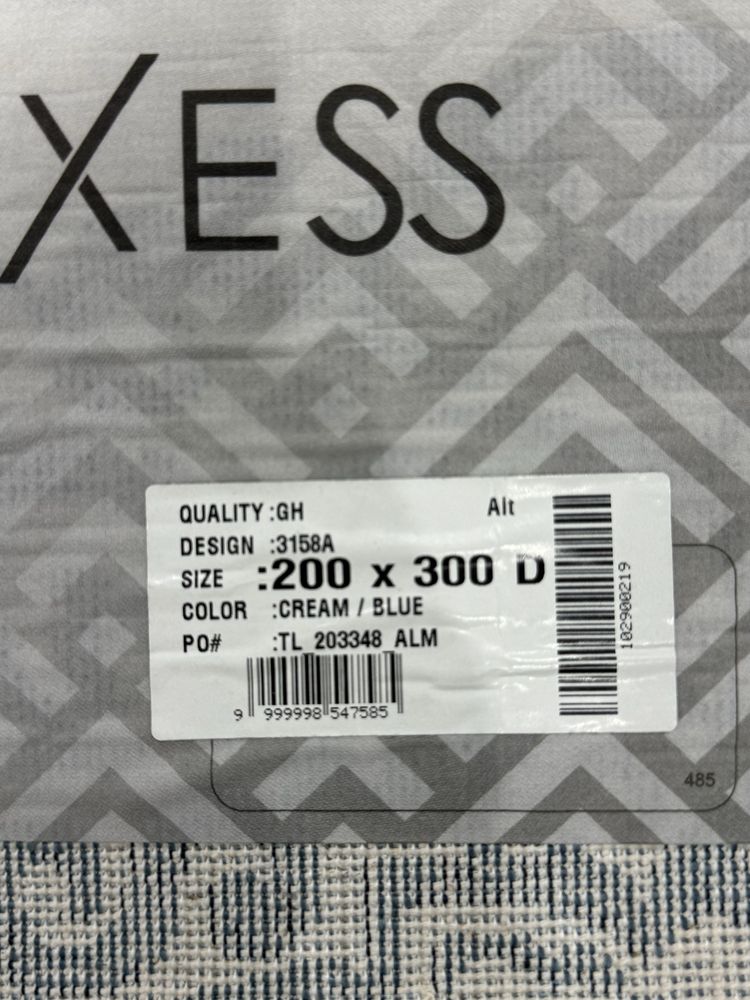 XESS
QUALITY :GH Alt
DESIGN :3158A
SIZE :200 x 300 D
COLOR :CREAM / BLUE
PO# :TL 203348 ALM
9 999998 547585
102900219
485